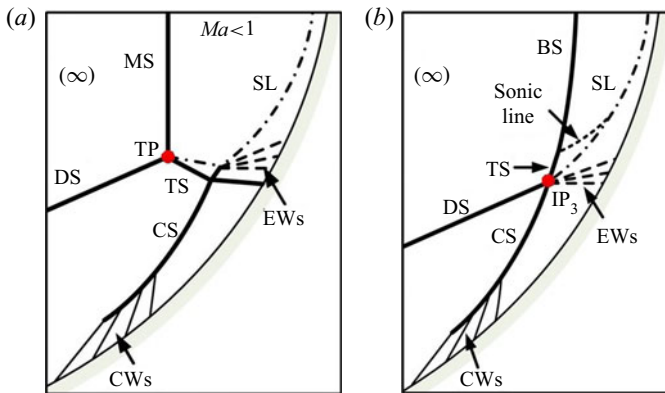 (a)
Ma<1
(∞)
MS
SL
TP
DS
TS
EWs
CS
CWs
(b)
BS
(∞)
SL
Sonic
line
TS
IP3
DS
EWs
CS
CWs